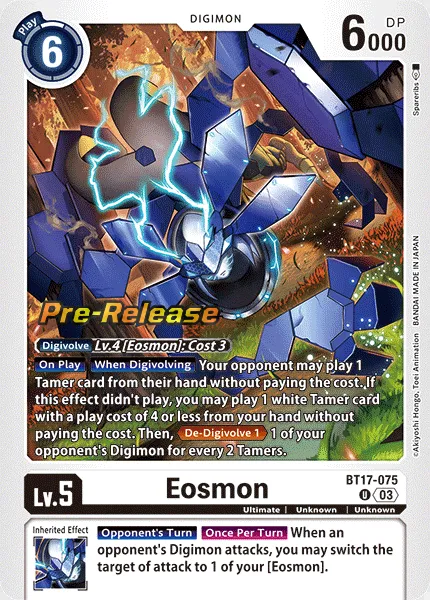 Play
6
DIGIMON
6000
DP
Spareribs
©Akiyoshi Hongo, Toei Animation BANDAI MADE IN JAPAN
Pre-Release
Digivolve Lv.4 [Eosmon]: Cost 3
On Play When Digivolving Your opponent may play 1
Tamer card from their hand without paying the cost. If
this effect didn't play, you may play 1 white Tamer card
with a play cost of 4 or less from your hand without
paying the cost. Then, De-Digivolve 1 1 of your
opponent's Digimon for every 2 Tamers.
Lv.5
Eosmon
BT17-075
U 03
Ultimate | Unknown | Unknown
Inherited Effect
Opponent's Turn Once Per Turn When an
opponent's Digimon attacks, you may switch the
target of attack to 1 of your [Eosmon].